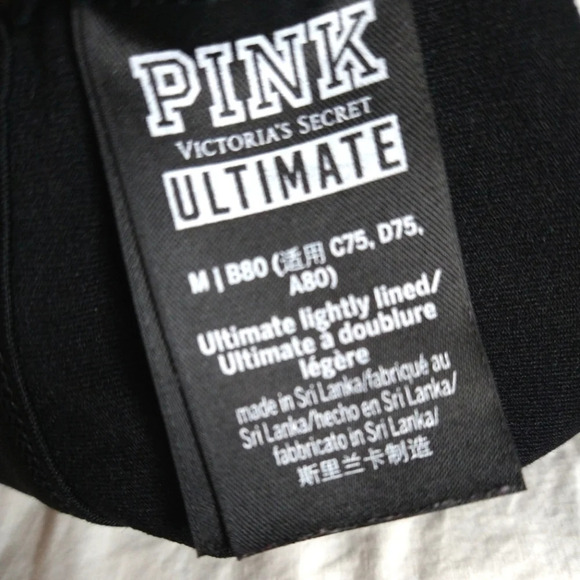 PINK
VICTORIA'S SECRET
ULTIMATE
M | B80 (适用 C75, D75,
A80)
Ultimate lightly lined/
Ultimate à doublure
légère
made in Sri Lanka/fabriqué au
Sri Lanka/hecho en Sri Lanka/
fabbricato in Sri Lanka/
斯里兰卡制造